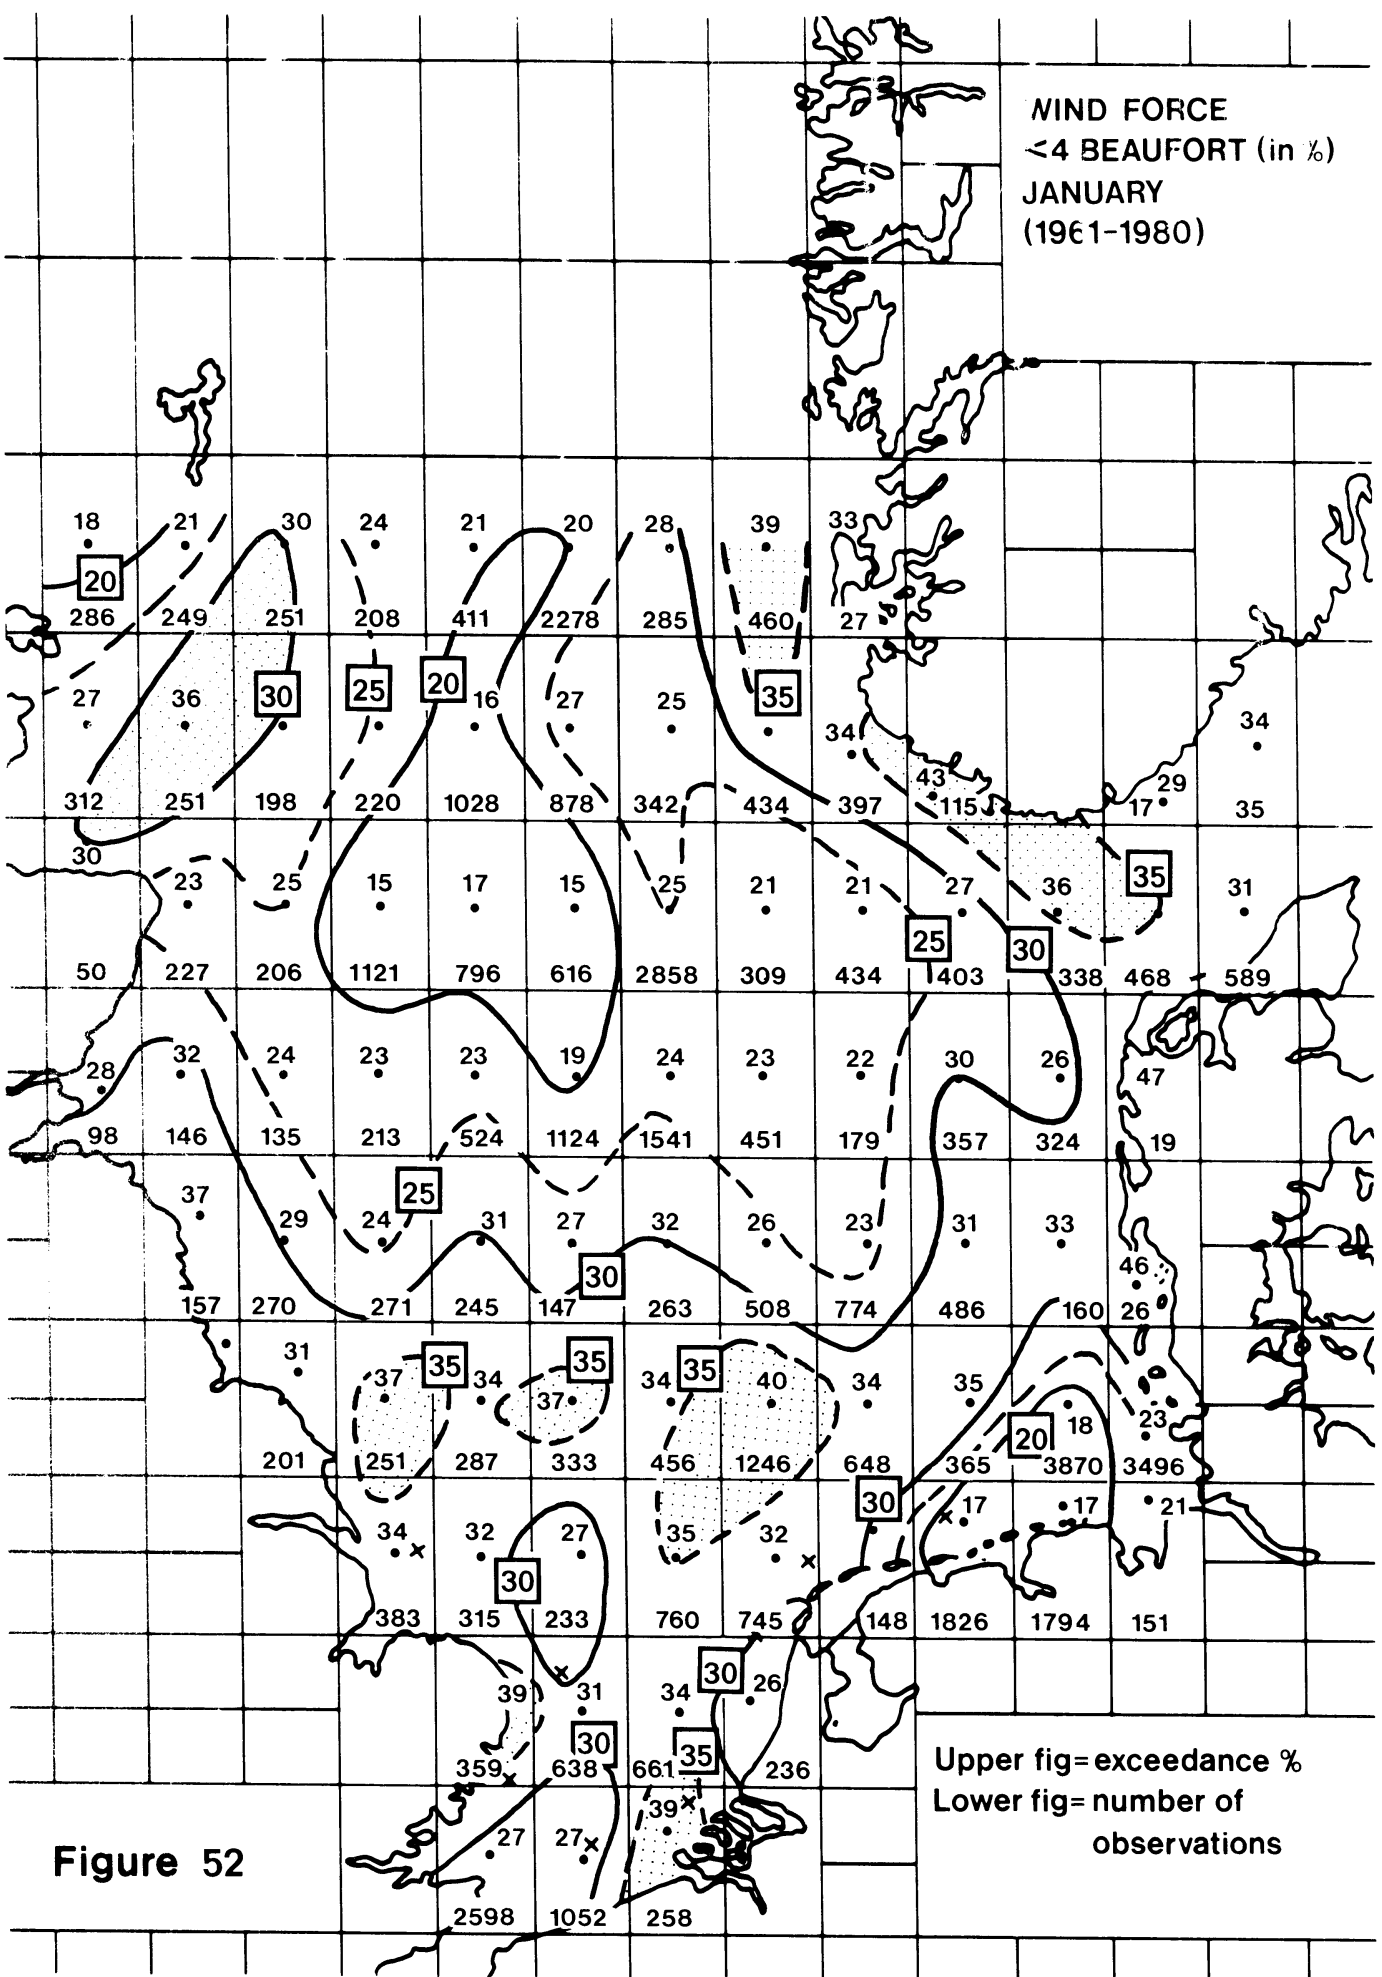 WIND FORCE
<4 BEAUFORT (in %)
JANUARY
(1961-1980)
18 21 30 24 21 20 28 39 33
20
286 249 251 208 411 2278 285 460 27
30 25 20 35
27 36 16 27 25 34 34
43 29
312 251 198 220 1028 878 342 434 397 115 17 35
30
23 25 15 17 15 25 21 21 27 36 35 31
25 30
50 227 206 1121 796 616 2858 309 434 403 338 468 589
28 32 24 23 23 19 24 23 22 30 26 47
98 146 135 213 524 1124 1541 451 179 357 324 19
25
37 29 24 31 27 32 26 23 31 33
30 46
157 270 271 245 147 263 508 774 486 160 26
31 35 35 35
37 34 37 34 40 34 35 18 23
20
201 251 287 333 456 1246 648 365 3870 3496
30
34 32 27 35 32 17 17 21
30
383 315 233 760 745 148 1826 1794 151
30
39 31 34 26
30 35
359 638 661 236
39
27 27
2598 1052 258
Upper fig= exceedance %
Lower fig= number of
observations
Figure 52